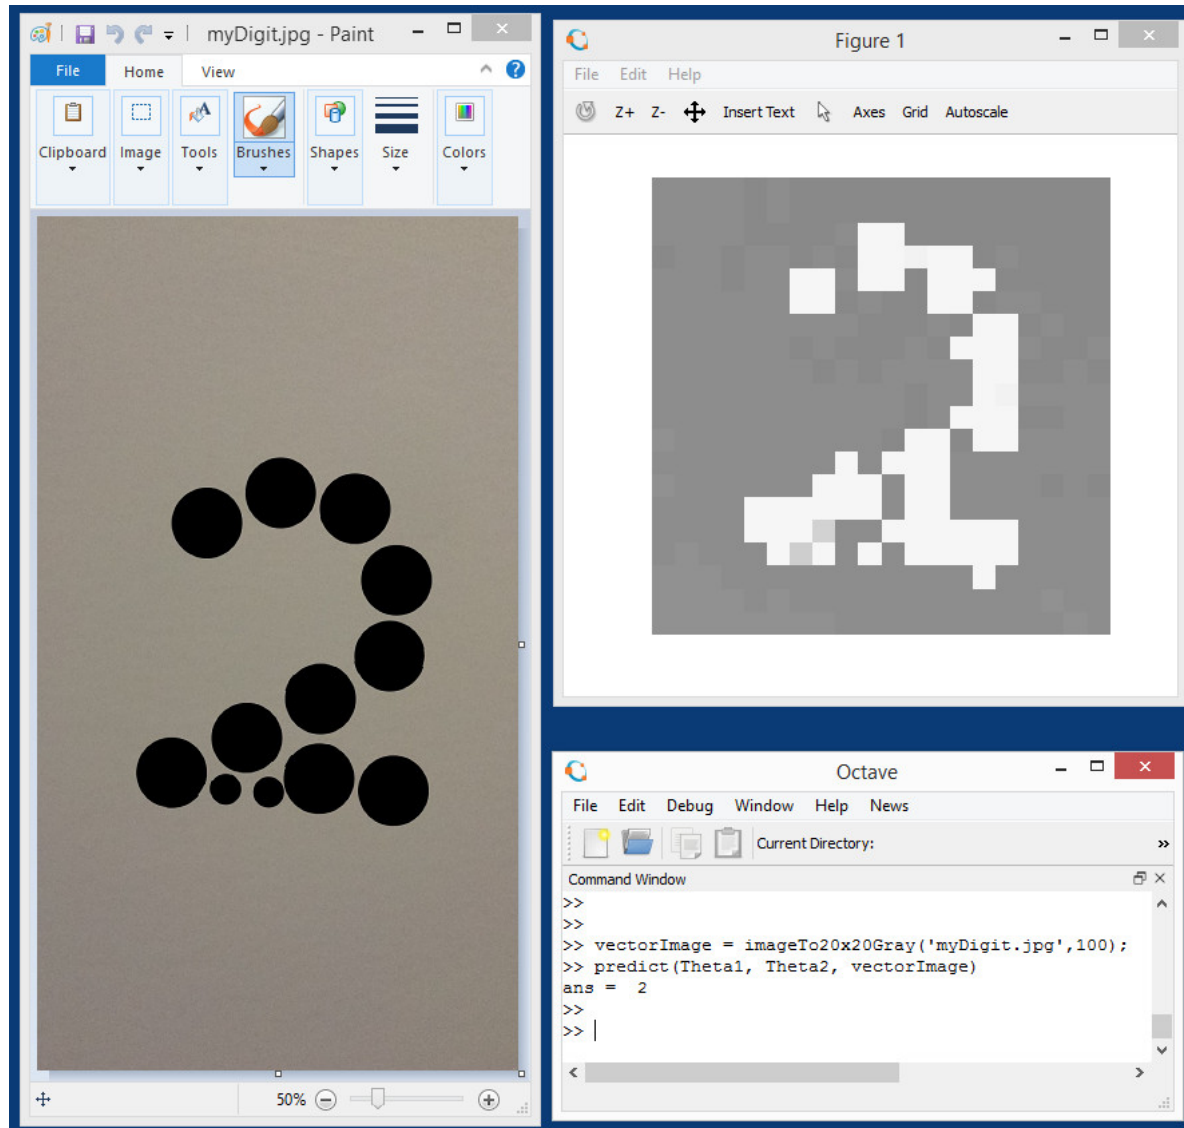 myDigit.jpg - Paint
File Home View
Clipboard Image Tools Brushes Shapes Size Colors
50%
Figure 1
File Edit Help
Z+ Z- Insert Text Axes Grid Autoscale
Octave
File Edit Debug Window Help News
Current Directory:
Command Window
>>
>>
>> vectorImage = imageTo20x20Gray('myDigit.jpg',100);
>> predict(Theta1, Theta2, vectorImage)
ans = 2
>>
>>